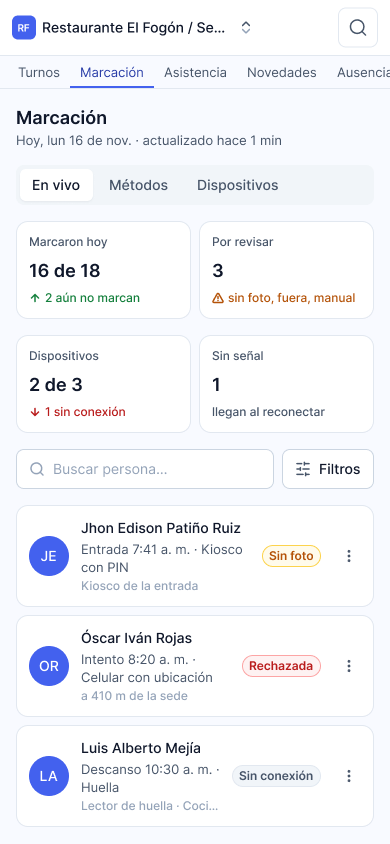 RF Restaurante El Fogón / Se...
Turnos Marcación Asistencia Novedades Ausencia
Marcación
Hoy, lun 16 de nov. · actualizado hace 1 min
En vivo Métodos Dispositivos
Marcaron hoy
16 de 18
↑ 2 aún no marcan
Por revisar
3
sin foto, fuera, manual
Dispositivos
2 de 3
↓ 1 sin conexión
Sin señal
1
llegan al reconectar
Buscar persona...
Filtros
JE
Jhon Edison Patiño Ruiz
Entrada 7:41 a. m. · Kiosco
con PIN
Kiosco de la entrada
Sin foto
OR
Óscar Iván Rojas
Intento 8:20 a. m. ·
Celular con ubicación
a 410 m de la sede
Rechazada
LA
Luis Alberto Mejía
Descanso 10:30 a. m. ·
Huella
Lector de huella · Coci...
Sin conexión